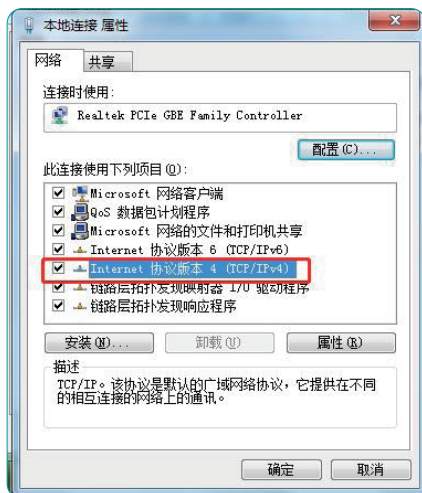 本地连接 属性
网络 共享
连接时使用:
Realtek PCIe GBE Family Controller
配置(C)...
此连接使用下列项目(O):
Microsoft 网络客户端
QoS 数据包计划程序
Microsoft 网络的文件和打印机共享
Internet 协议版本 6 (TCP/IPv6)
Internet 协议版本 4 (TCP/IPv4)
链路层拓扑发现映射器 I/O 驱动程序
链路层拓扑发现响应程序
安装(N)... 卸载(U) 属性(R)
描述
TCP/IP。该协议是默认的广域网络协议，它提供在不同
的相互连接的网络上的通讯。
确定 取消